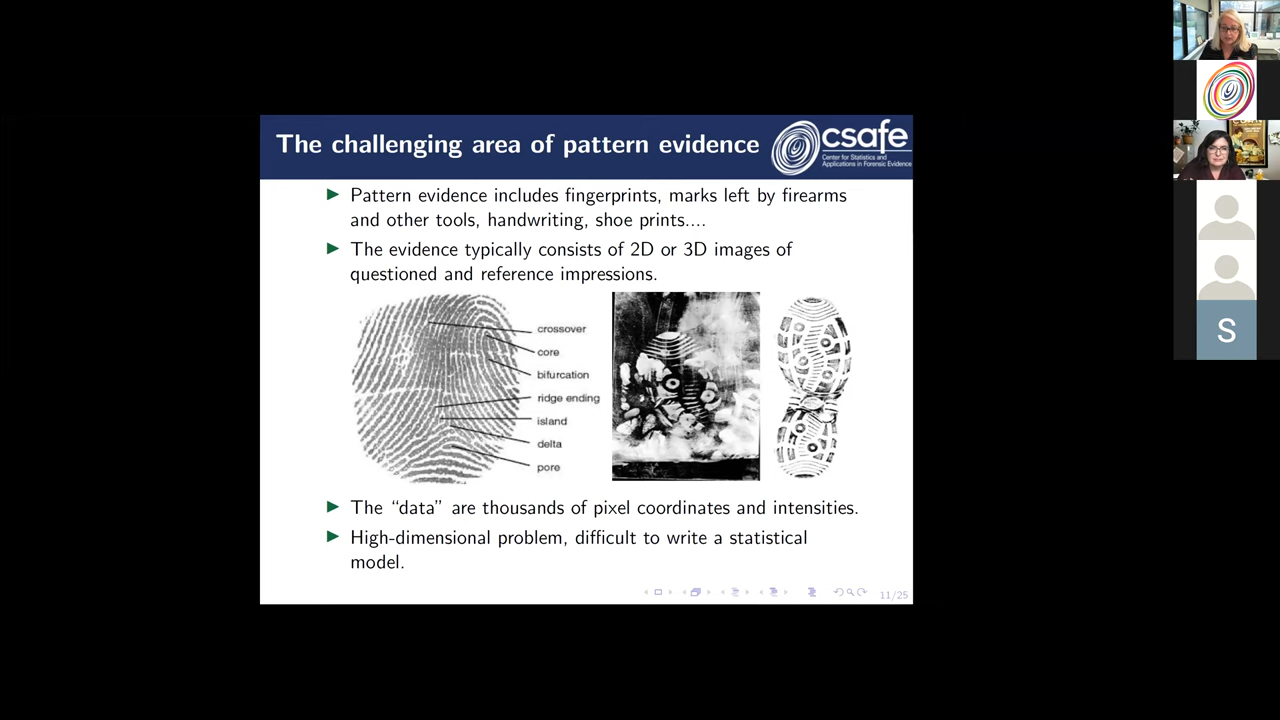 The challenging area of pattern evidence
csafe
Center for Statistics and
Applications in Forensic Evidence
Pattern evidence includes fingerprints, marks left by firearms
and other tools, handwriting, shoe prints....
The evidence typically consists of 2D or 3D images of
questioned and reference impressions.
crossover
core
bifurcation
ridge ending
island
delta
pore
The “data” are thousands of pixel coordinates and intensities.
High-dimensional problem, difficult to write a statistical
model.
11/25
S